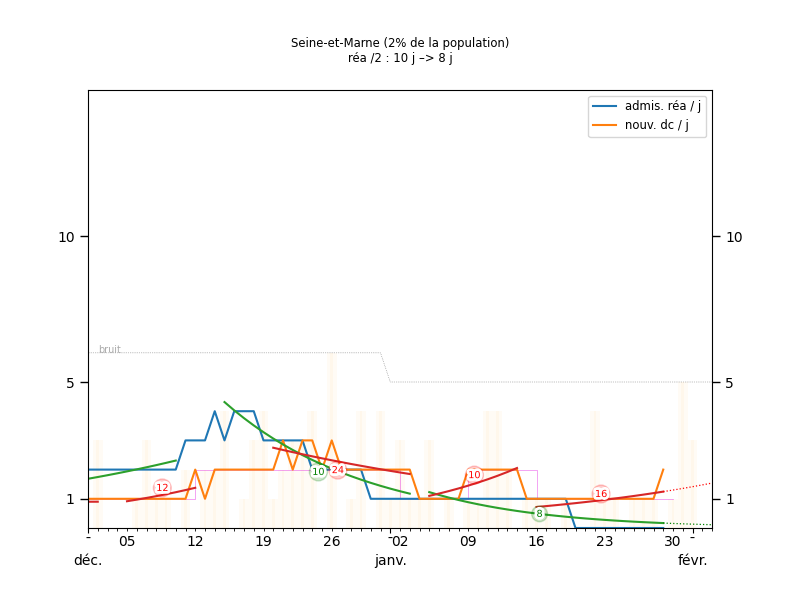 Seine-et-Marne (2% de la population)
réa /2 : 10 j –> 8 j
admis. réa / j
nouv. dc / j
10
10
bruit
5
5
12
10
24
10
16
8
1
1
- 05 12 19 26 02 09 16 23 30 -
déc. janv. févr.